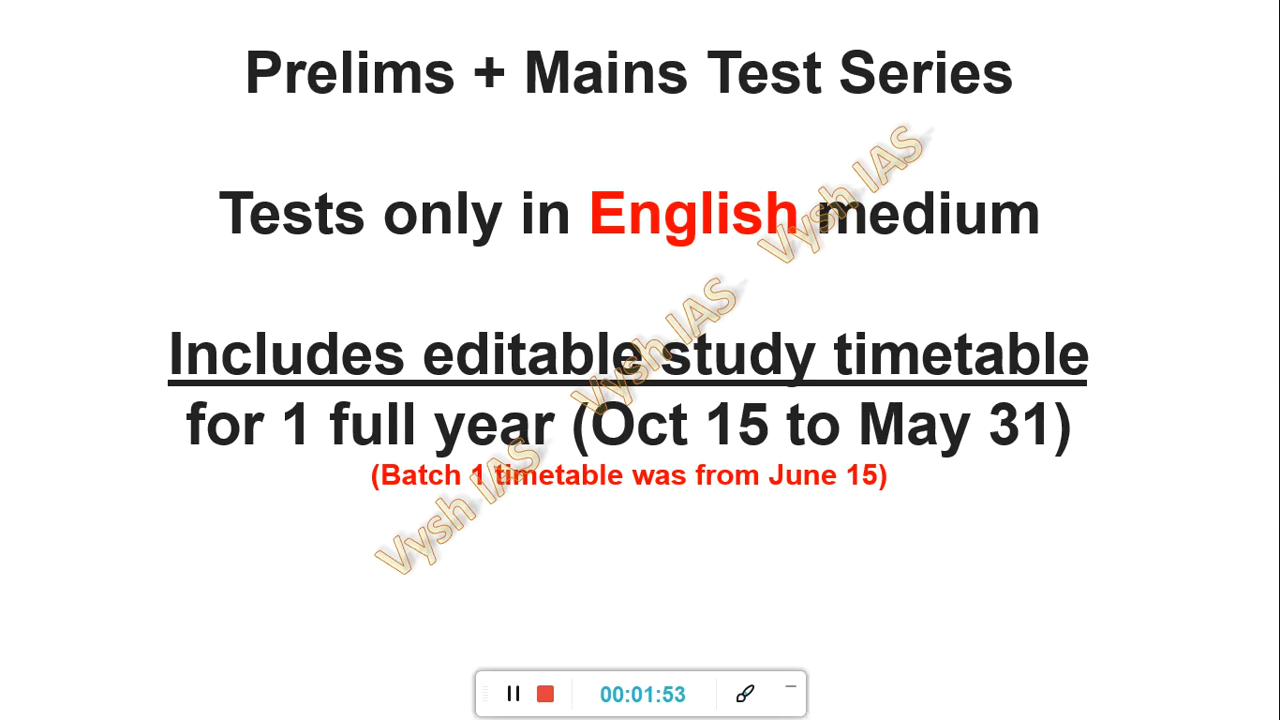 Prelims + Mains Test Series
Tests only in English medium
Includes editable study timetable
for 1 full year (Oct 15 to May 31)
(Batch 1 timetable was from June 15)
Vysh IAS
Vysh IAS
Vysh IAS
00:01:53